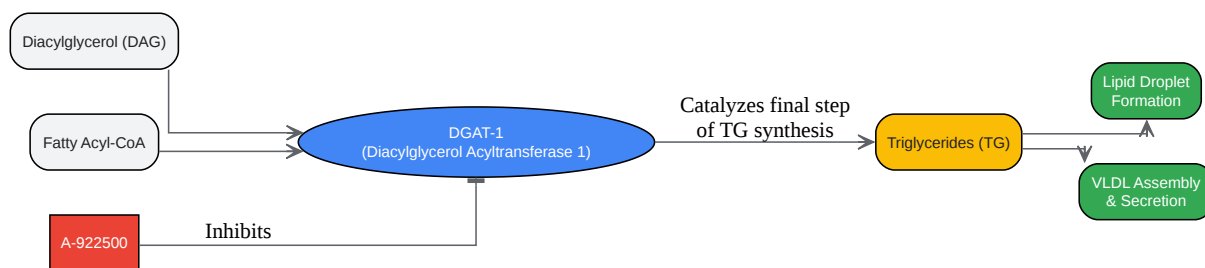 Diacylglycerol (DAG)
Fatty Acyl-CoA
A-922500
Inhibits
DGAT-1
(Diacylglycerol Acyltransferase 1)
Catalyzes final step
of TG synthesis
Triglycerides (TG)
Lipid Droplet
Formation
VLDL Assembly
& Secretion